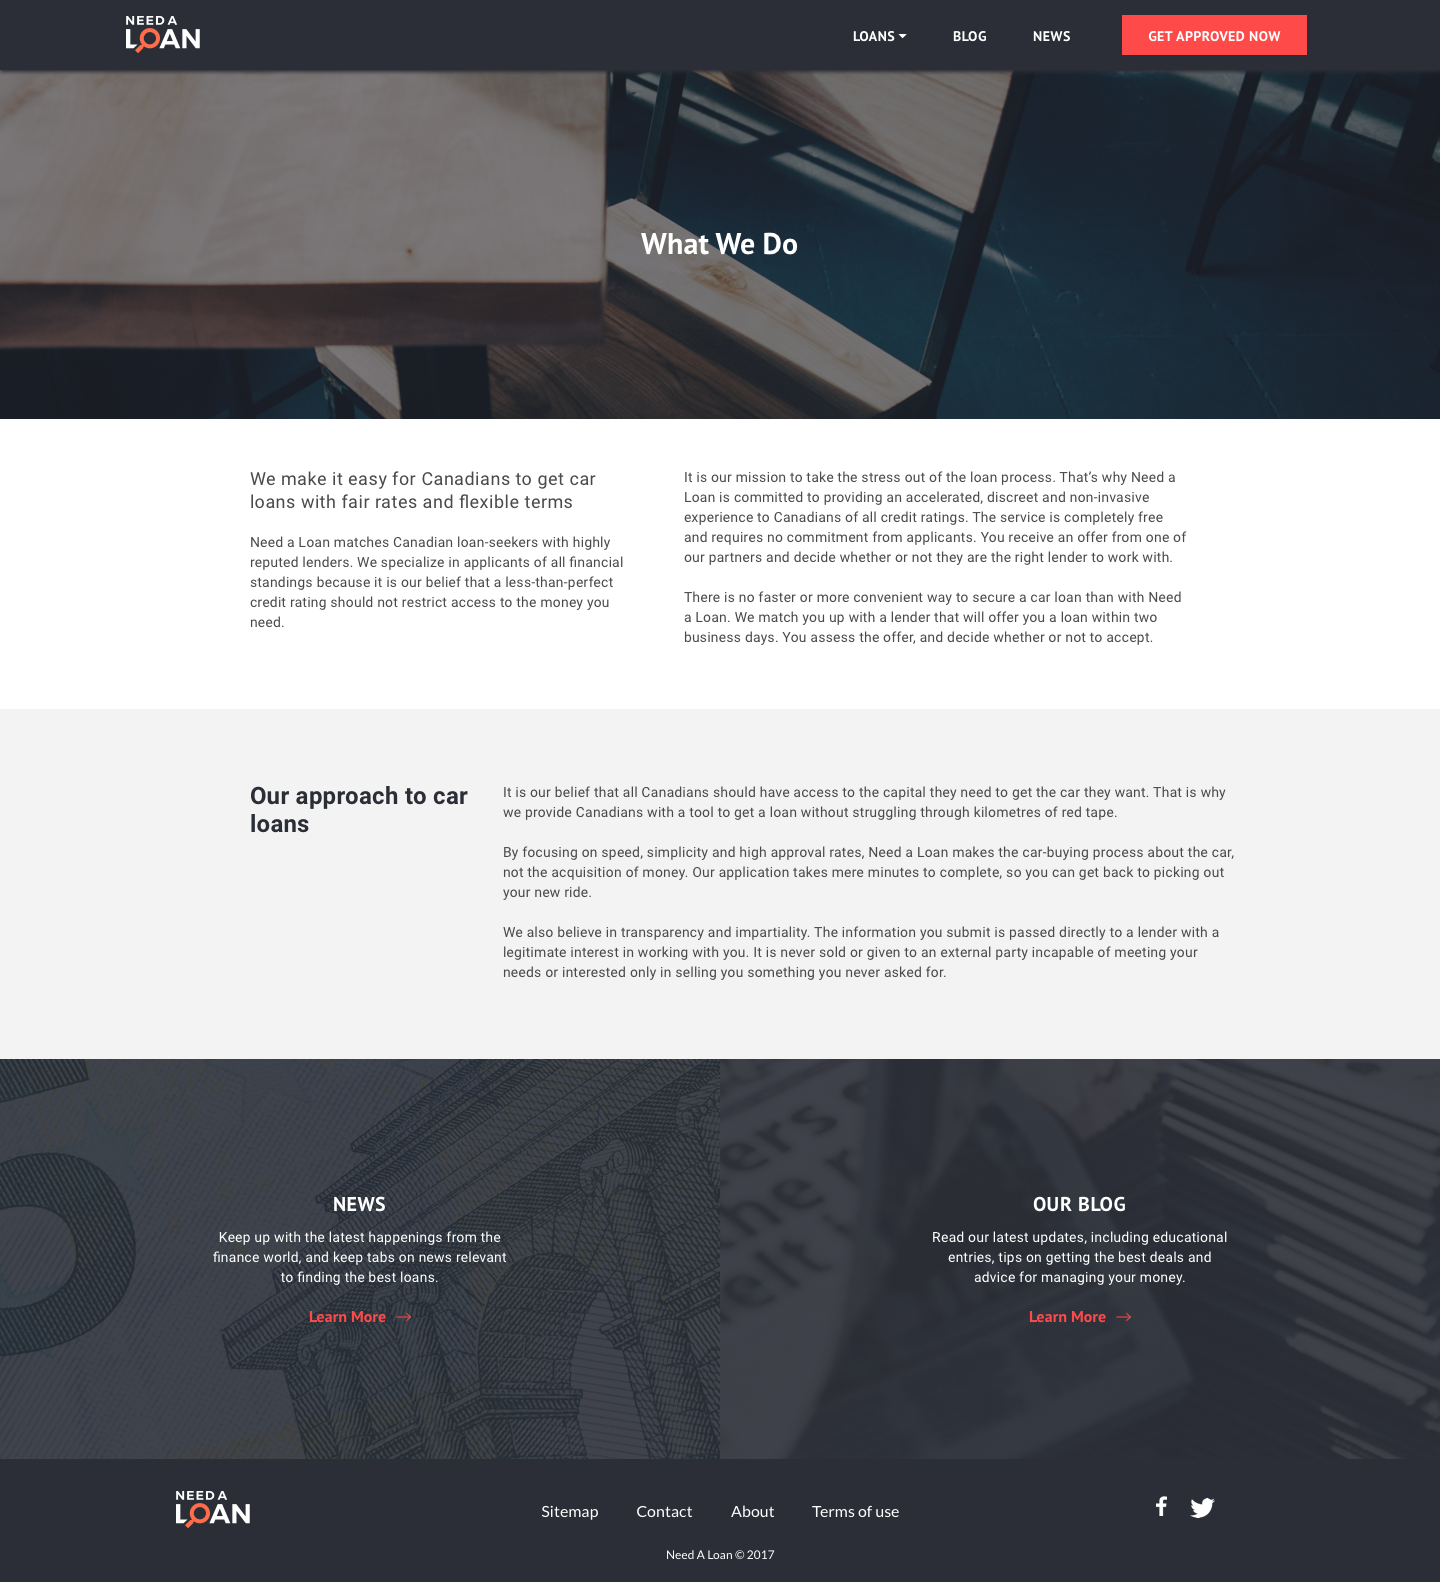 NEED A
LOAN
LOANS
BLOG
NEWS
GET APPROVED NOW
What We Do
We make it easy for Canadians to get car
loans with fair rates and flexible terms
Need a Loan matches Canadian loan-seekers with highly
reputed lenders. We specialize in applicants of all financial
standings because it is our belief that a less-than-perfect
credit rating should not restrict access to the money you
need.
It is our mission to take the stress out of the loan process. That’s why Need a
Loan is committed to providing an accelerated, discreet and non-invasive
experience to Canadians of all credit ratings. The service is completely free
and requires no commitment from applicants. You receive an offer from one of
our partners and decide whether or not they are the right lender to work with.
There is no faster or more convenient way to secure a car loan than with Need
a Loan. We match you up with a lender that will offer you a loan within two
business days. You assess the offer, and decide whether or not to accept.
Our approach to car
loans
It is our belief that all Canadians should have access to the capital they need to get the car they want. That is why
we provide Canadians with a tool to get a loan without struggling through kilometres of red tape.
By focusing on speed, simplicity and high approval rates, Need a Loan makes the car-buying process about the car,
not the acquisition of money. Our application takes mere minutes to complete, so you can get back to picking out
your new ride.
We also believe in transparency and impartiality. The information you submit is passed directly to a lender with a
legitimate interest in working with you. It is never sold or given to an external party incapable of meeting your
needs or interested only in selling you something you never asked for.
NEWS
Keep up with the latest happenings from the
finance world, and keep tabs on news relevant
to finding the best loans.
Learn More
OUR BLOG
Read our latest updates, including educational
entries, tips on getting the best deals and
advice for managing your money.
Learn More
NEED A
LOAN
Sitemap
Contact
About
Terms of use
Need A Loan © 2017